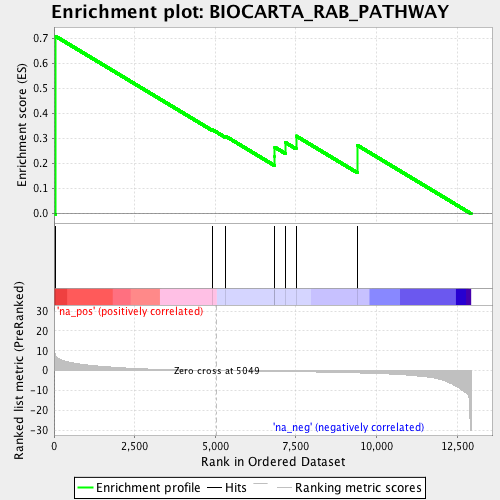 Enrichment plot: BIOCARTA_RAB_PATHWAY
Enrichment score (ES)
0.7
0.6
0.5
0.4
0.3
0.2
0.1
0.0
'na_pos' (positively correlated)
Ranked list metric (PreRanked)
30
20
10
0
-10
-20
-30
Zero cross at 5049
'na_neg' (negatively correlated)
0
2,500
5,000
7,500
10,000
12,500
Rank in Ordered Dataset
Enrichment profile
Hits
Ranking metric scores